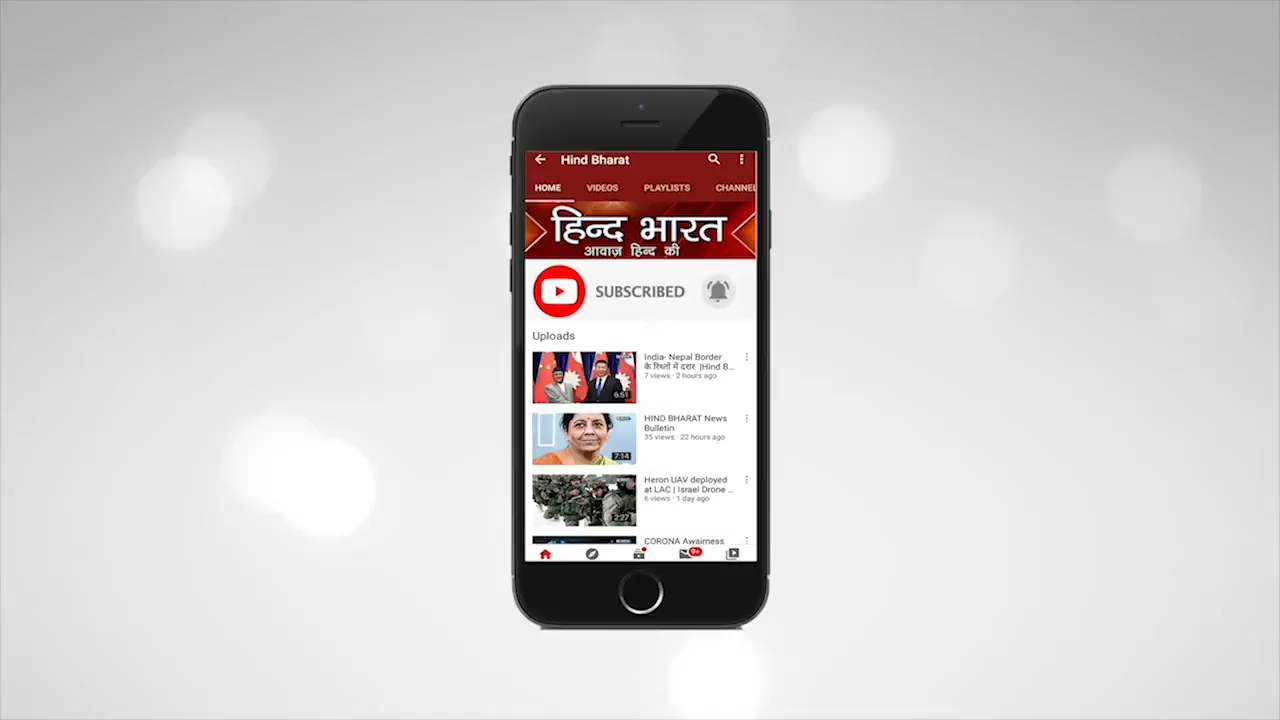 Hind Bharat
HOME VIDEOS PLAYLISTS CHANNEL
हिन्द भारत
आवाज़ हिन्द की
SUBSCRIBED
Uploads
India- Nepal Border
के रिश्तों में दरार |Hind B...
7 views · 2 hours ago
6:51
HIND BHARAT News
Bulletin
35 views · 22 hours ago
7:14
Heron UAV deployed
at LAC | Israel Drone ...
6 views · 1 day ago
12:27
CORONA Awairness
9+